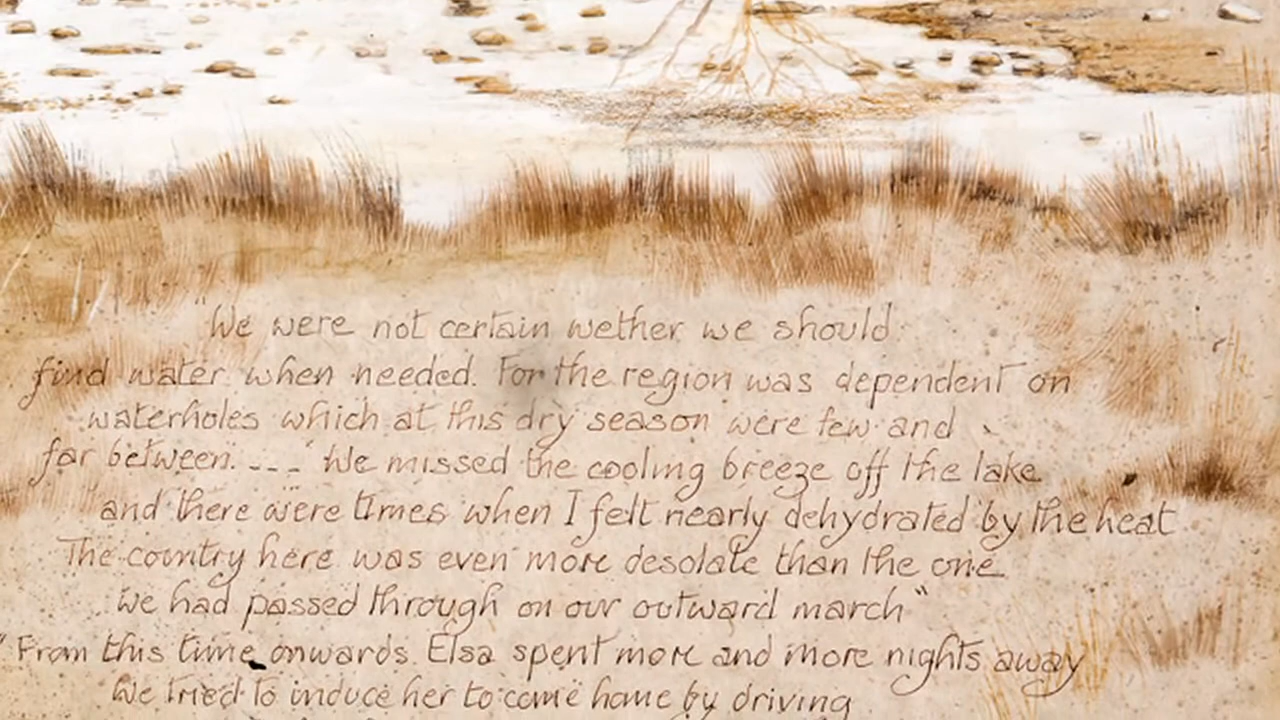 "We were not certain wether we should
find water when needed. For the region was dependent on
waterholes which at this dry season were few and
far between. ---" We missed the cooling breeze off the lake
and there were times when I felt nearly dehydrated by the heat
The country here was even more desolate than the one
we had passed through on our outward march"
"From this time onwards Elsa spent more and more nights away
We tried to induce her to come home by driving